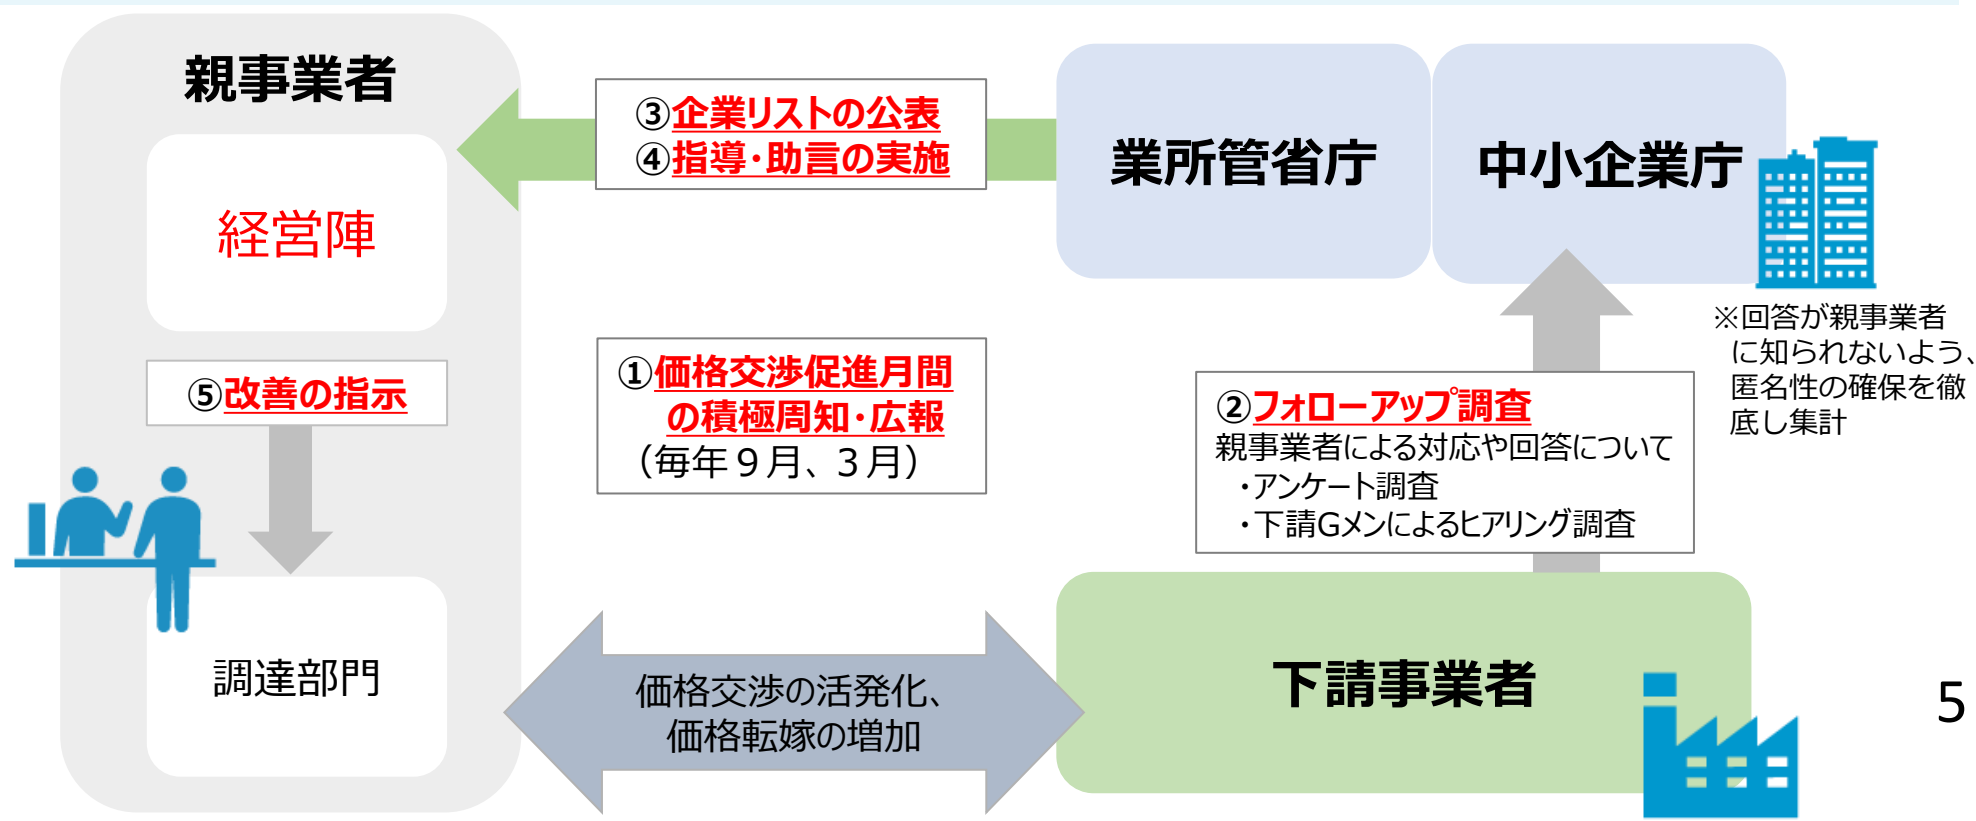 親事業者
経営陣
⑤改善の指示
調達部門
③企業リストの公表
④指導・助言の実施
①価格交渉促進月間
の積極周知・広報
（毎年９月、３月）
価格交渉の活発化、
価格転嫁の増加
業所管省庁
中小企業庁
※回答が親事業者
に知られないよう、
匿名性の確保を徹
底し集計
②フォローアップ調査
親事業者による対応や回答について
・アンケート調査
・下請Gメンによるヒアリング調査
下請事業者
5